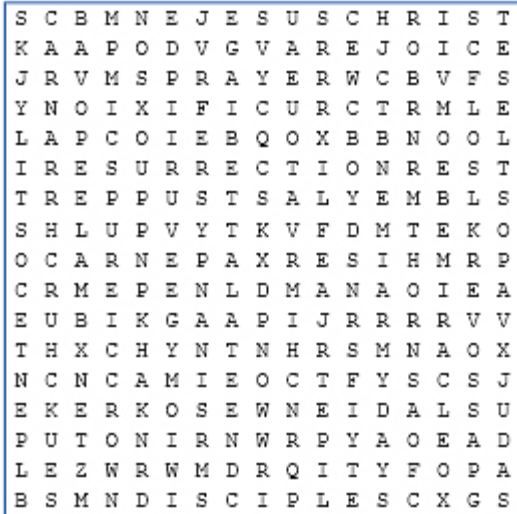 S C B M N E J E S U S C H R I S T
K A A P O D V G V A R E J O I C E
J R V M S P R A Y E R W C B V F S
Y N O I X I F I C U R C T R M L E
L A P C O I E B Q O X B B N O O L
I R E S U R R E C T I O N R E S T
T R E P P U S T S A L Y E M B L S
S H L U P V Y T K V F D M T E K O
O C A R N E P A X R E S I H M R P
C R M E P E N L D M A N A O I E A
E U B I K G A A P I J R R R R V V
T H X C H Y N T N H R S M N A O X
N C N C A M I E O C T F Y S C S J
E K E R K O S E W N E I D A L S U
P U T O N I R N W R P Y A O E A D
L E Z W R W M D R Q I T Y F O P A
B S M N D I S C I P L E S C X G S